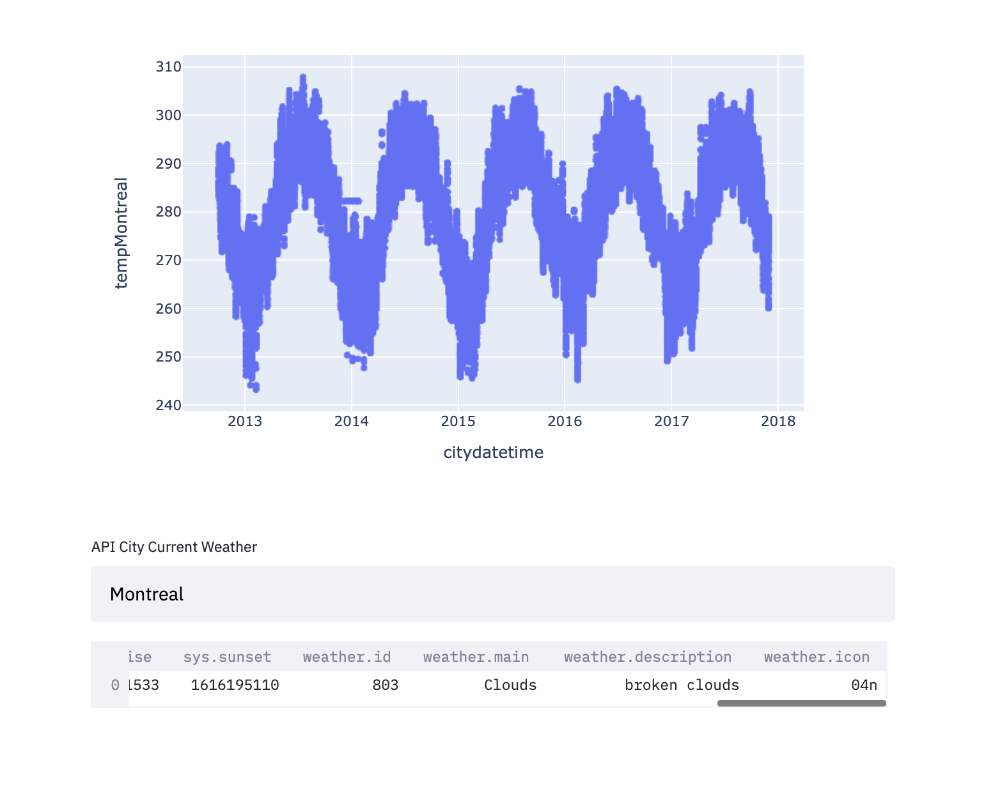 310
300
290
280
270
260
250
240
tempMontreal
2013 2014 2015 2016 2017 2018
citydatetime
API City Current Weather
Montreal
ise sys.sunset weather.id weather.main weather.description weather.icon
0 1533 1616195110 803 Clouds broken clouds 04n